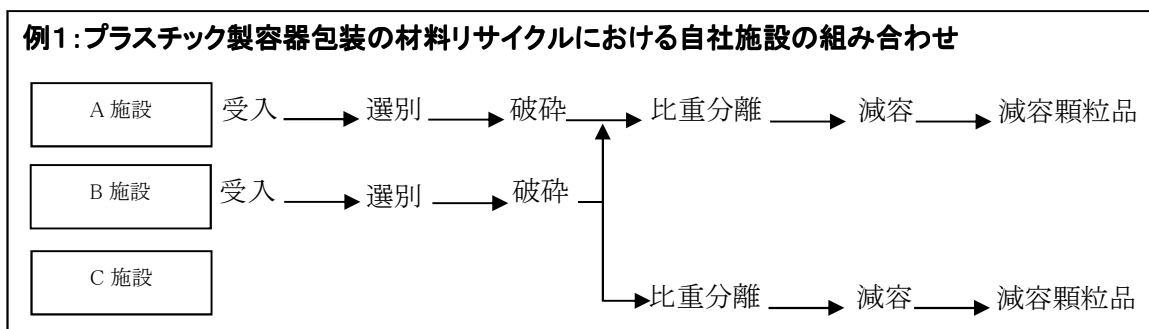 例1:プラスチック製容器包装の材料リサイクルにおける自社施設の組み合わせ
A 施設 受入 選別 破砕 比重分離 減容 減容顆粒品
B 施設 受入 選別 破砕
C 施設 比重分離 減容 減容顆粒品